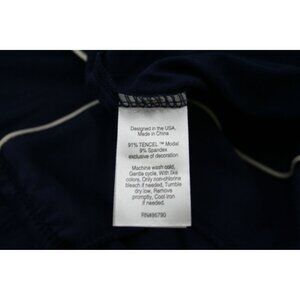 Designed in the USA,
Made in China
91% TENCEL™ Modal
9% Spandex
exclusive of decoration
Machine wash cold,
Gentle cycle, With like
colors, Only non-chlorine
bleach if needed, Tumble
dry low, Remove
promptly, Cool iron
if needed
RN#86790